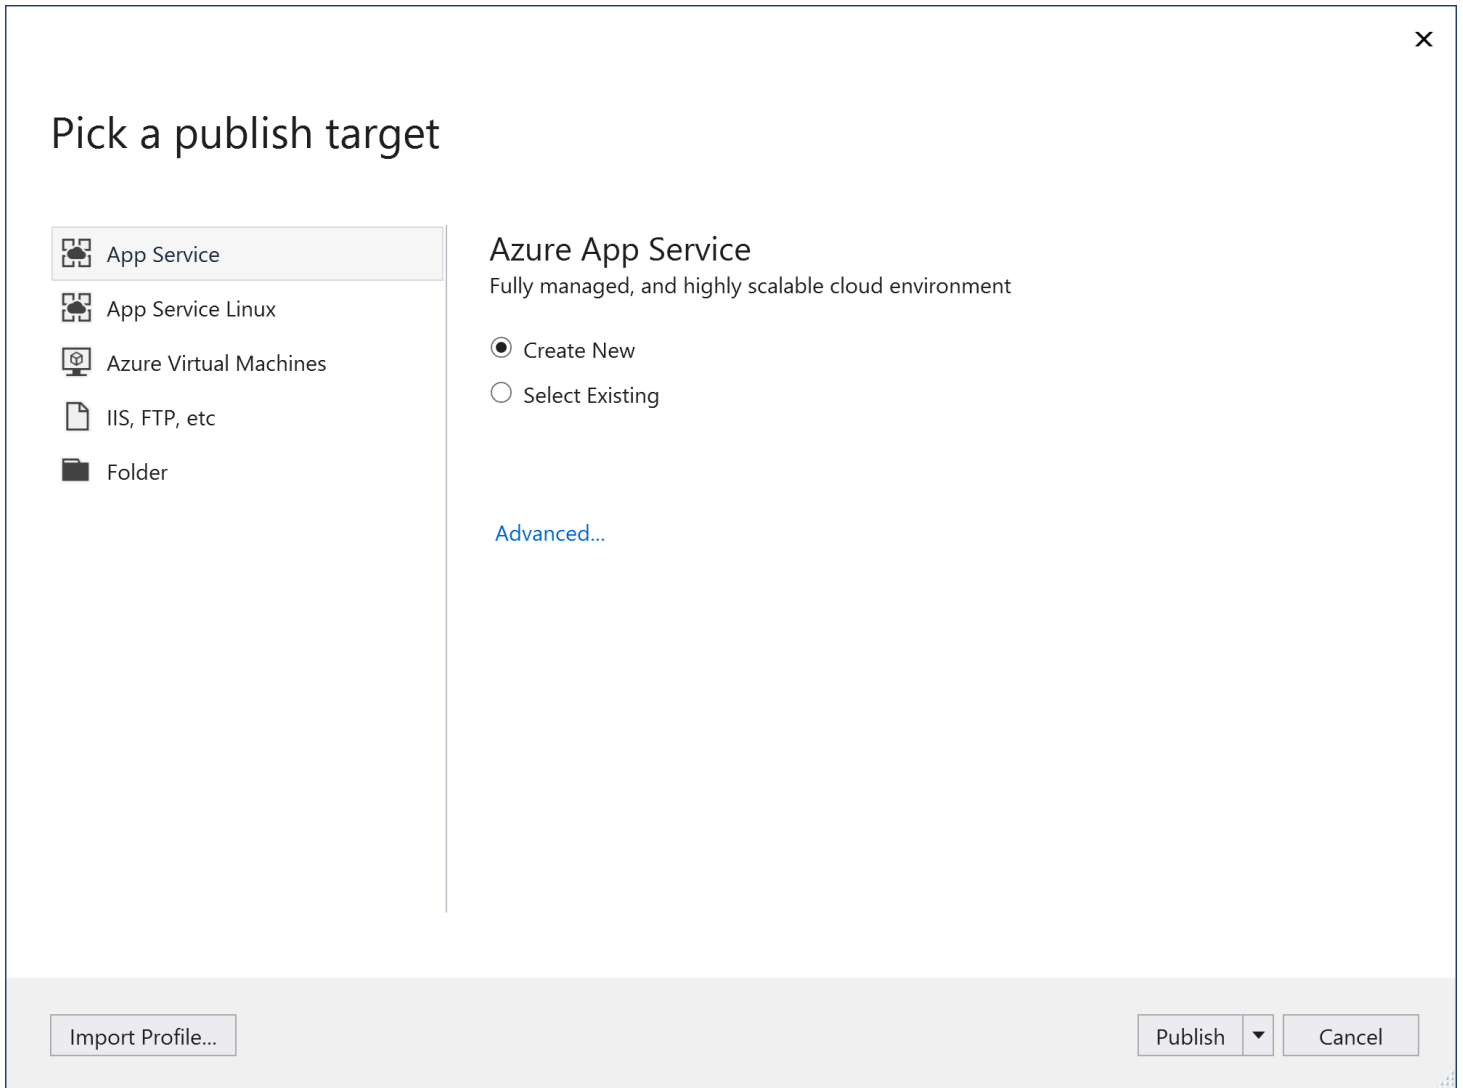 Pick a publish target
App Service
App Service Linux
Azure Virtual Machines
IIS, FTP, etc
Folder
Azure App Service
Fully managed, and highly scalable cloud environment
Create New
Select Existing
Advanced...
Import Profile...
Publish
Cancel